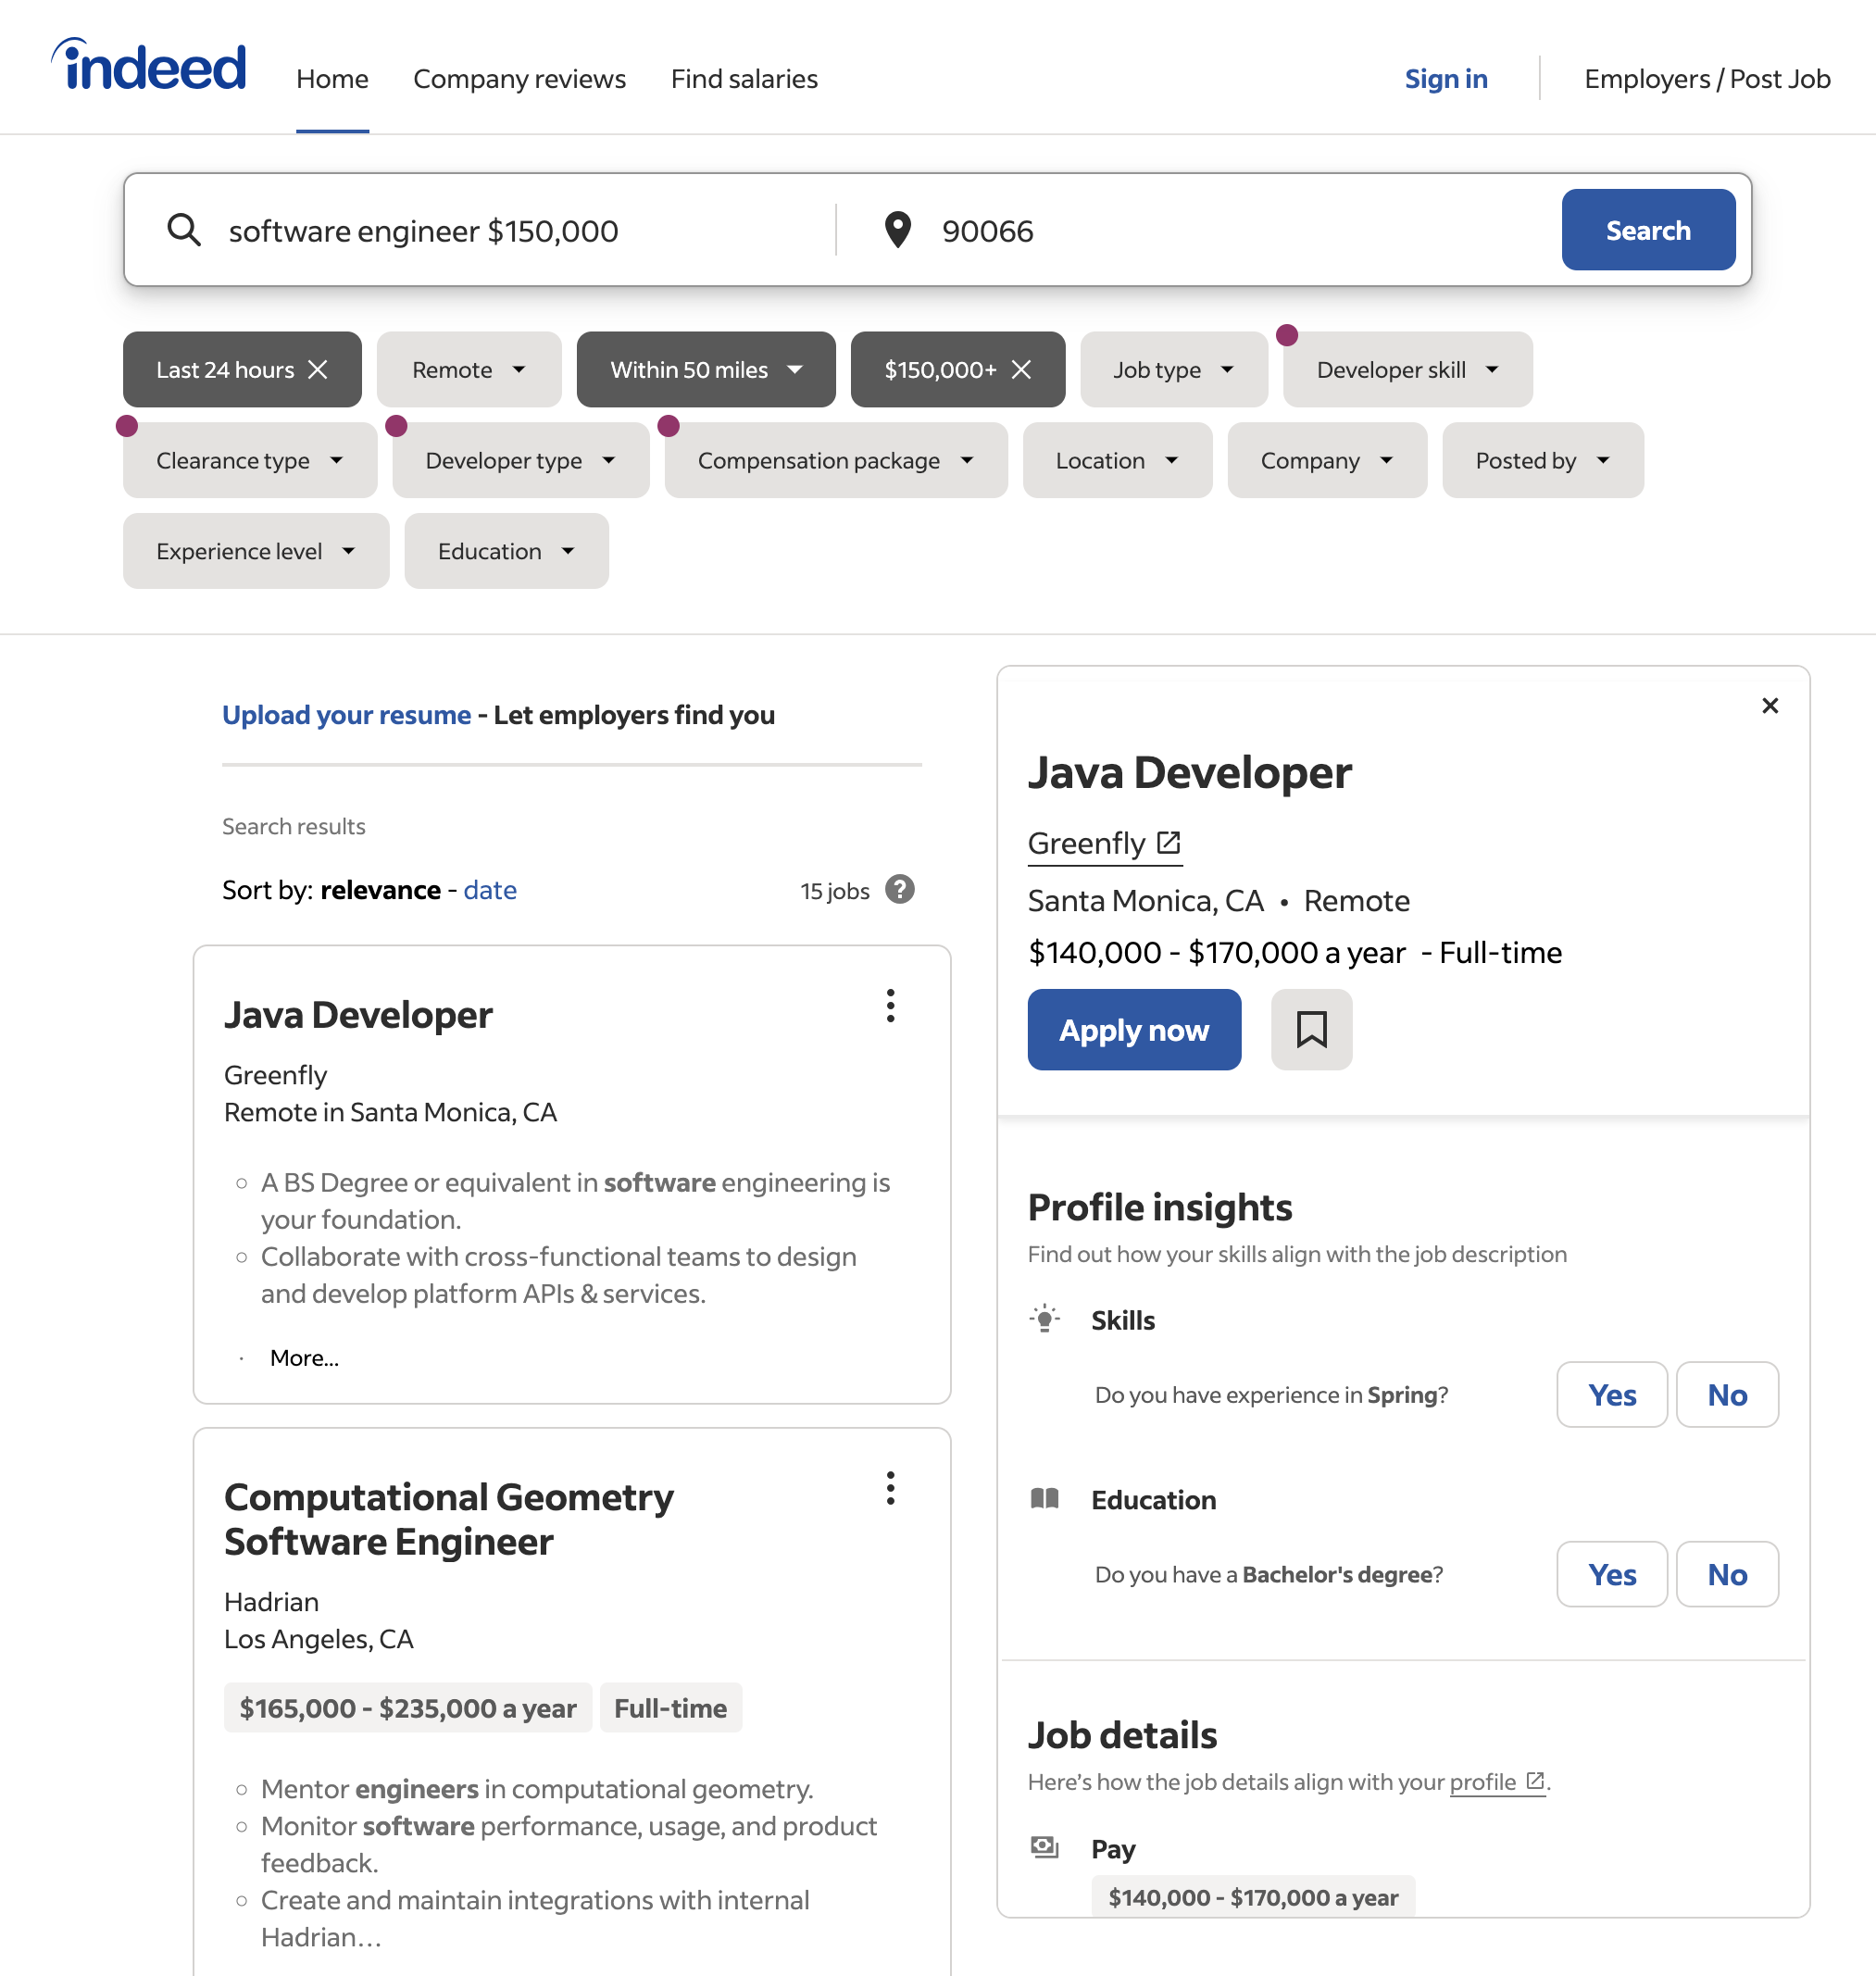 indeed
Home
Company reviews
Find salaries
Sign in
Employers / Post Job
software engineer $150,000
90066
Search
Last 24 hours
Remote
Within 50 miles
$150,000+
Job type
Developer skill
Clearance type
Developer type
Compensation package
Location
Company
Posted by
Experience level
Education
Upload your resume - Let employers find you
Search results
Sort by: relevance - date
15 jobs ?
Java Developer
Greenfly
Remote in Santa Monica, CA
A BS Degree or equivalent in software engineering is
your foundation.
Collaborate with cross-functional teams to design
and develop platform APIs & services.
· More...
Computational Geometry
Software Engineer
Hadrian
Los Angeles, CA
$165,000 - $235,000 a year
Full-time
Mentor engineers in computational geometry.
Monitor software performance, usage, and product
feedback.
Create and maintain integrations with internal
Hadrian…
Java Developer
Greenfly
Santa Monica, CA • Remote
$140,000 - $170,000 a year - Full-time
Apply now
Profile insights
Find out how your skills align with the job description
Skills
Do you have experience in Spring?
Yes
No
Education
Do you have a Bachelor's degree?
Yes
No
Job details
Here’s how the job details align with your profile.
Pay
$140,000 - $170,000 a year